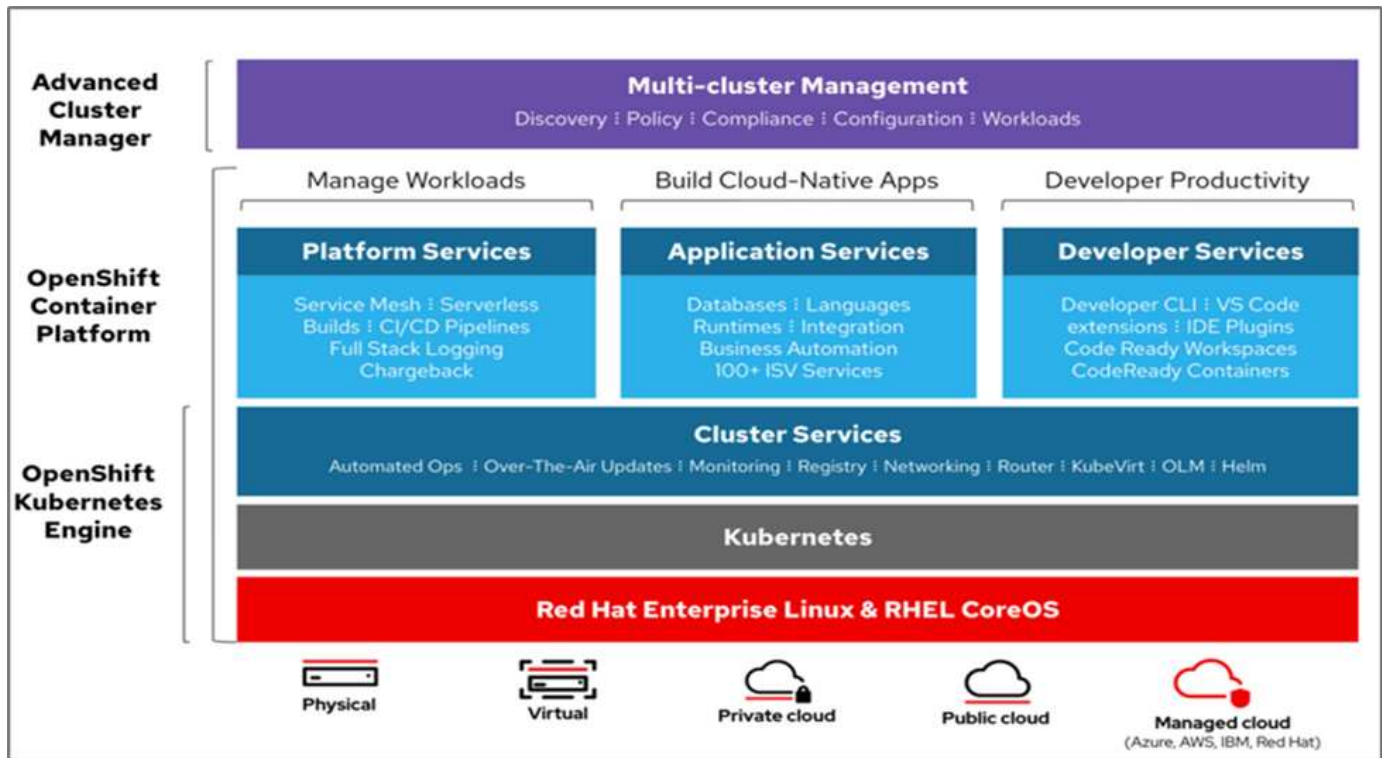 Advanced
Cluster
Manager
Multi-cluster Management
Discovery ⁝ Policy ⁝ Compliance ⁝ Configuration ⁝ Workloads
Manage Workloads
Build Cloud-Native Apps
Developer Productivity
OpenShift
Container
Platform
Platform Services
Service Mesh ⁝ Serverless
Builds ⁝ CI/CD Pipelines
Full Stack Logging
Chargeback
Application Services
Databases ⁝ Languages
Runtimes ⁝ Integration
Business Automation
100+ ISV Services
Developer Services
Developer CLI ⁝ VS Code
extensions ⁝ IDE Plugins
Code Ready Workspaces
CodeReady Containers
OpenShift
Kubernetes
Engine
Cluster Services
Automated Ops ⁝ Over-The-Air Updates ⁝ Monitoring ⁝ Registry ⁝ Networking ⁝ Router ⁝ KubeVirt ⁝ OLM ⁝ Helm
Kubernetes
Red Hat Enterprise Linux & RHEL CoreOS
Physical
Virtual
Private cloud
Public cloud
Managed cloud
(Azure, AWS, IBM, Red Hat)